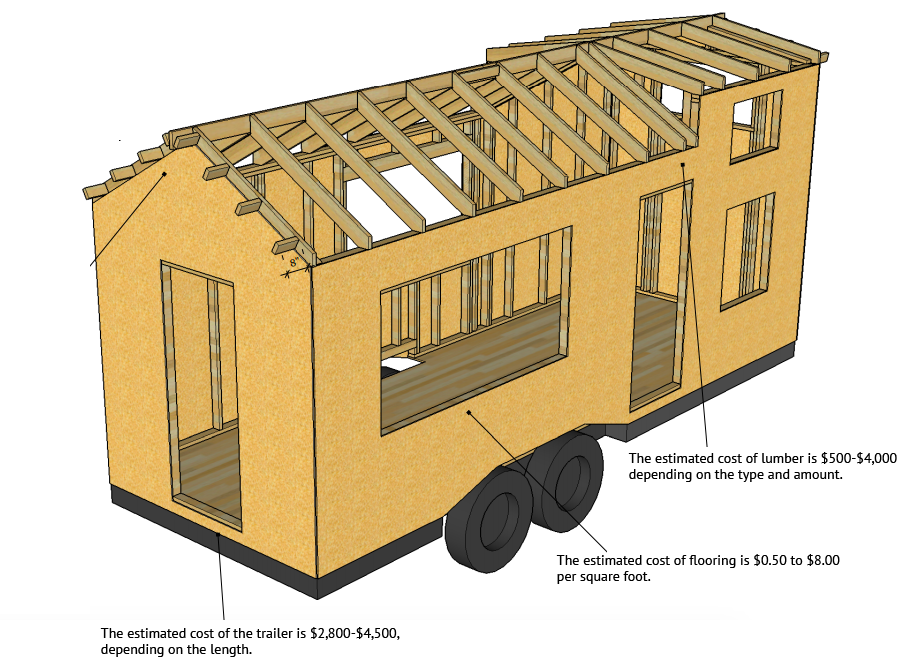 8"
The estimated cost of lumber is $500-$4,000
depending on the type and amount.
The estimated cost of flooring is $0.50 to $8.00
per square foot.
The estimated cost of the trailer is $2,800-$4,500,
depending on the length.